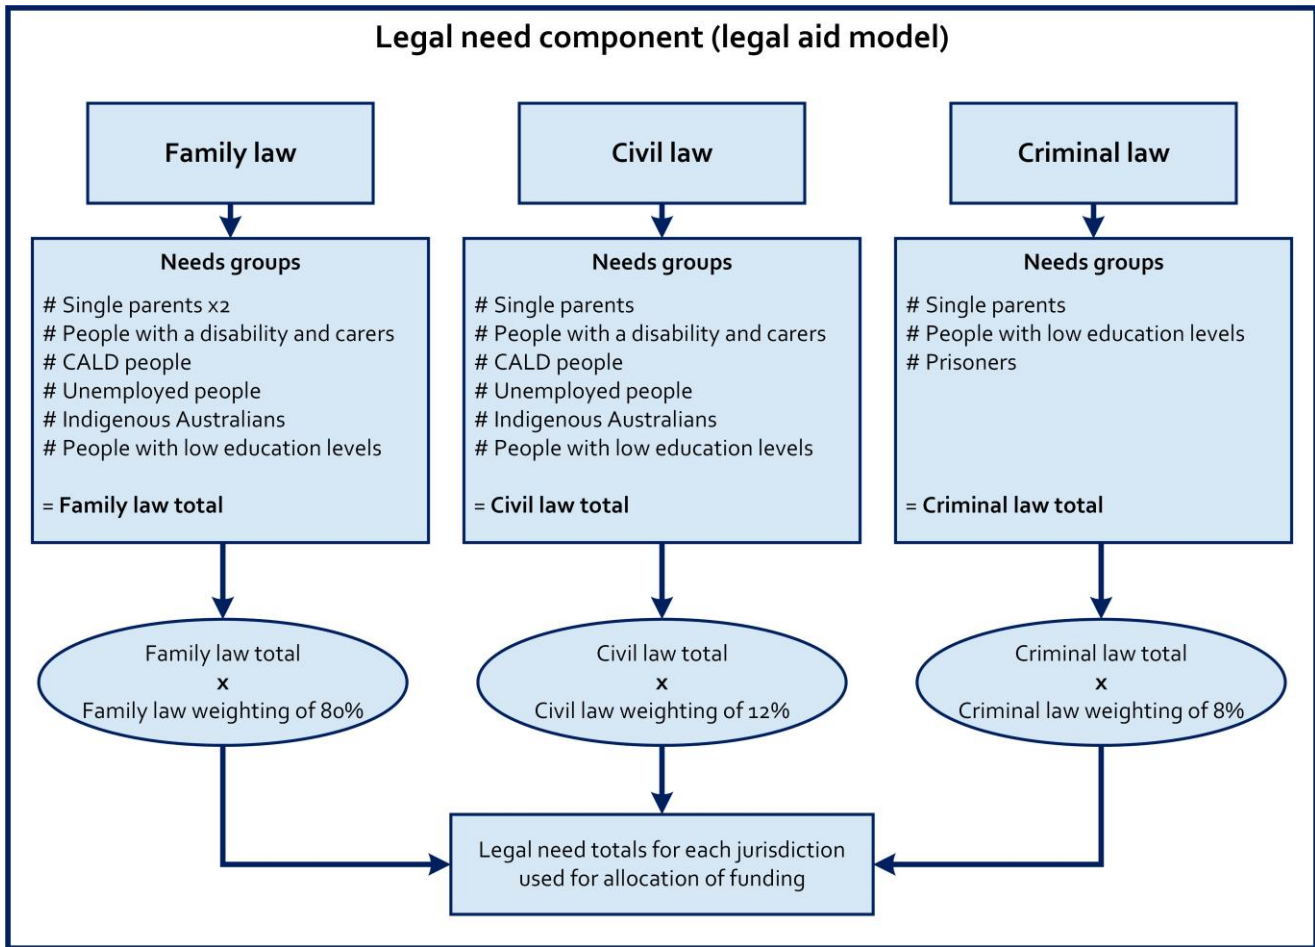 Legal need component (legal aid model)
Family law
Needs groups
# Single parents x2
# People with a disability and carers
# CALD people
# Unemployed people
# Indigenous Australians
# People with low education levels
= Family law total
Family law total
x
Family law weighting of 80%
Civil law
Needs groups
# Single parents
# People with a disability and carers
# CALD people
# Unemployed people
# Indigenous Australians
# People with low education levels
= Civil law total
Civil law total
x
Civil law weighting of 12%
Criminal law
Needs groups
# Single parents
# People with low education levels
# Prisoners
= Criminal law total
Criminal law total
x
Criminal law weighting of 8%
Legal need totals for each jurisdiction
used for allocation of funding